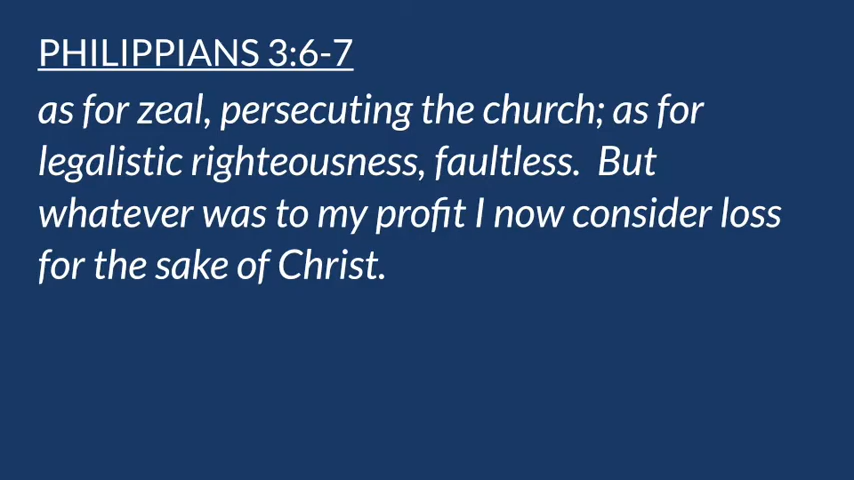 PHILIPPIANS 3:6-7
as for zeal, persecuting the church; as for
legalistic righteousness, faultless.  But
whatever was to my profit I now consider loss
for the sake of Christ.